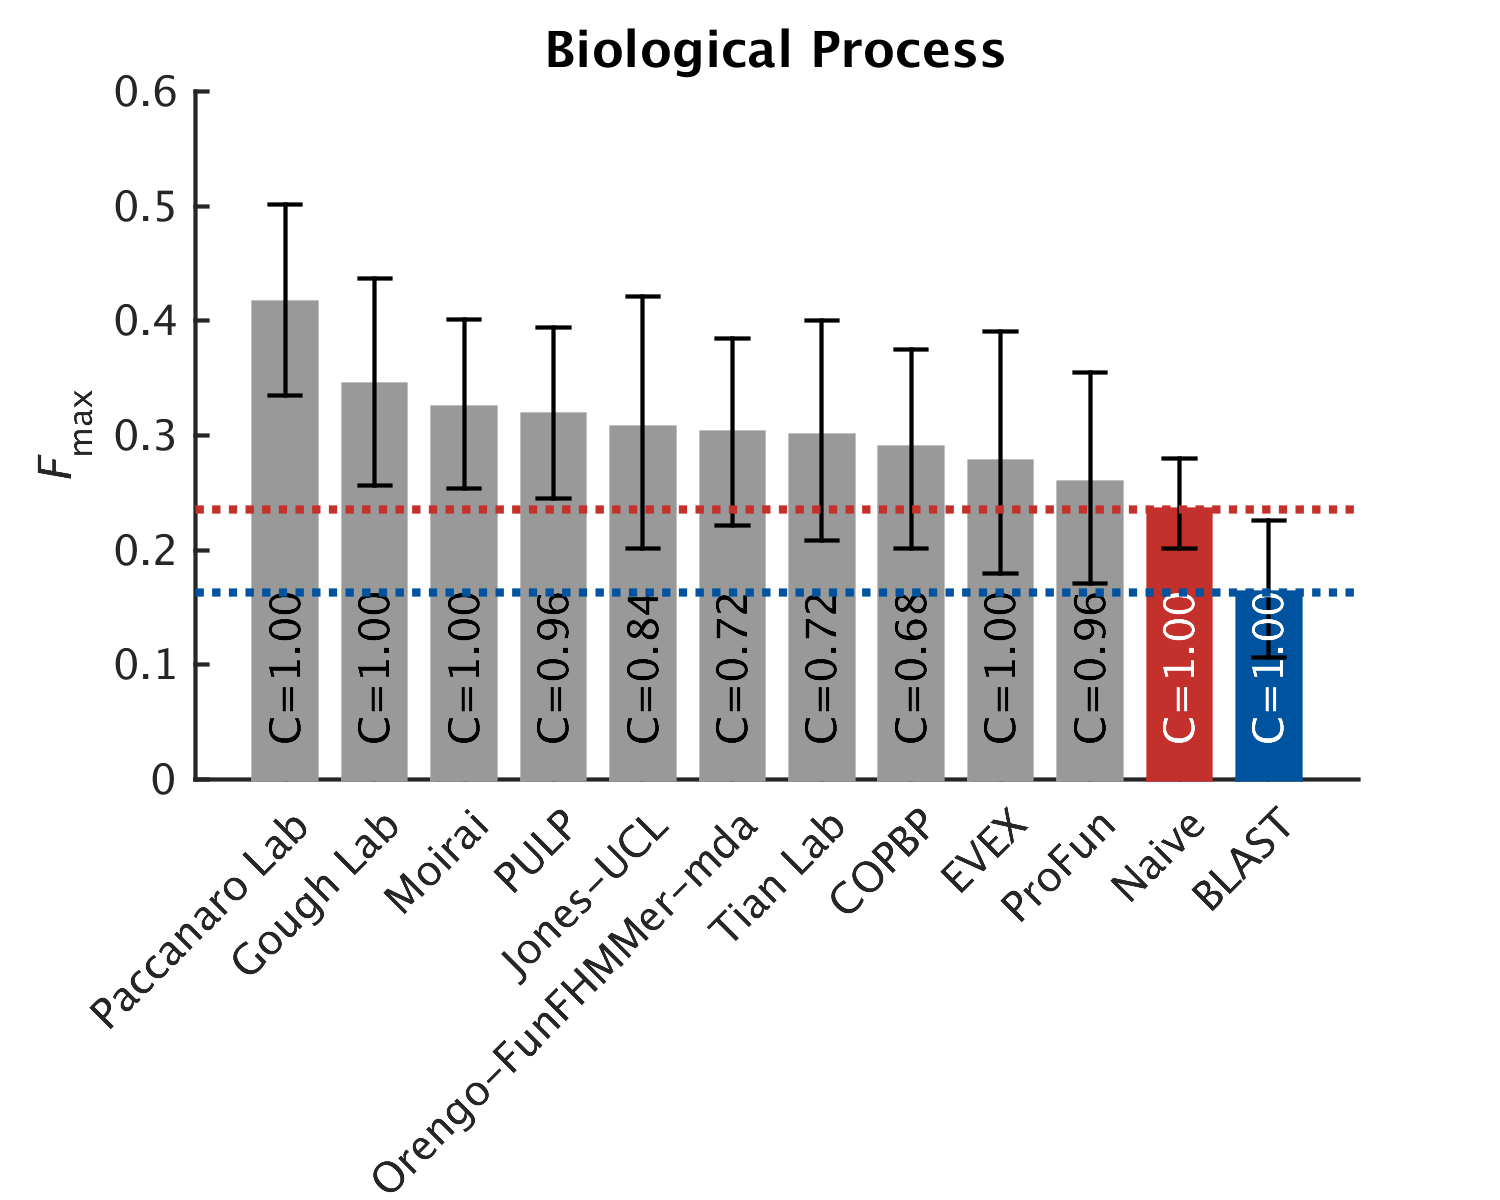 Biological Process
0.6
0.5
0.4
0.3
0.2
0.1
0
Fmax
C=1.00
C=1.00
C=1.00
C=0.96
C=0.84
C=0.72
C=0.72
C=0.68
C=1.00
C=0.96
C=1.00
C=1.00
Paccanaro Lab
Gough Lab
Moirai
PULP
Jones-UCL
Orengo-FunFHMMer-mda
Tian Lab
COPBP
EVEX
ProFun
Naive
BLAST